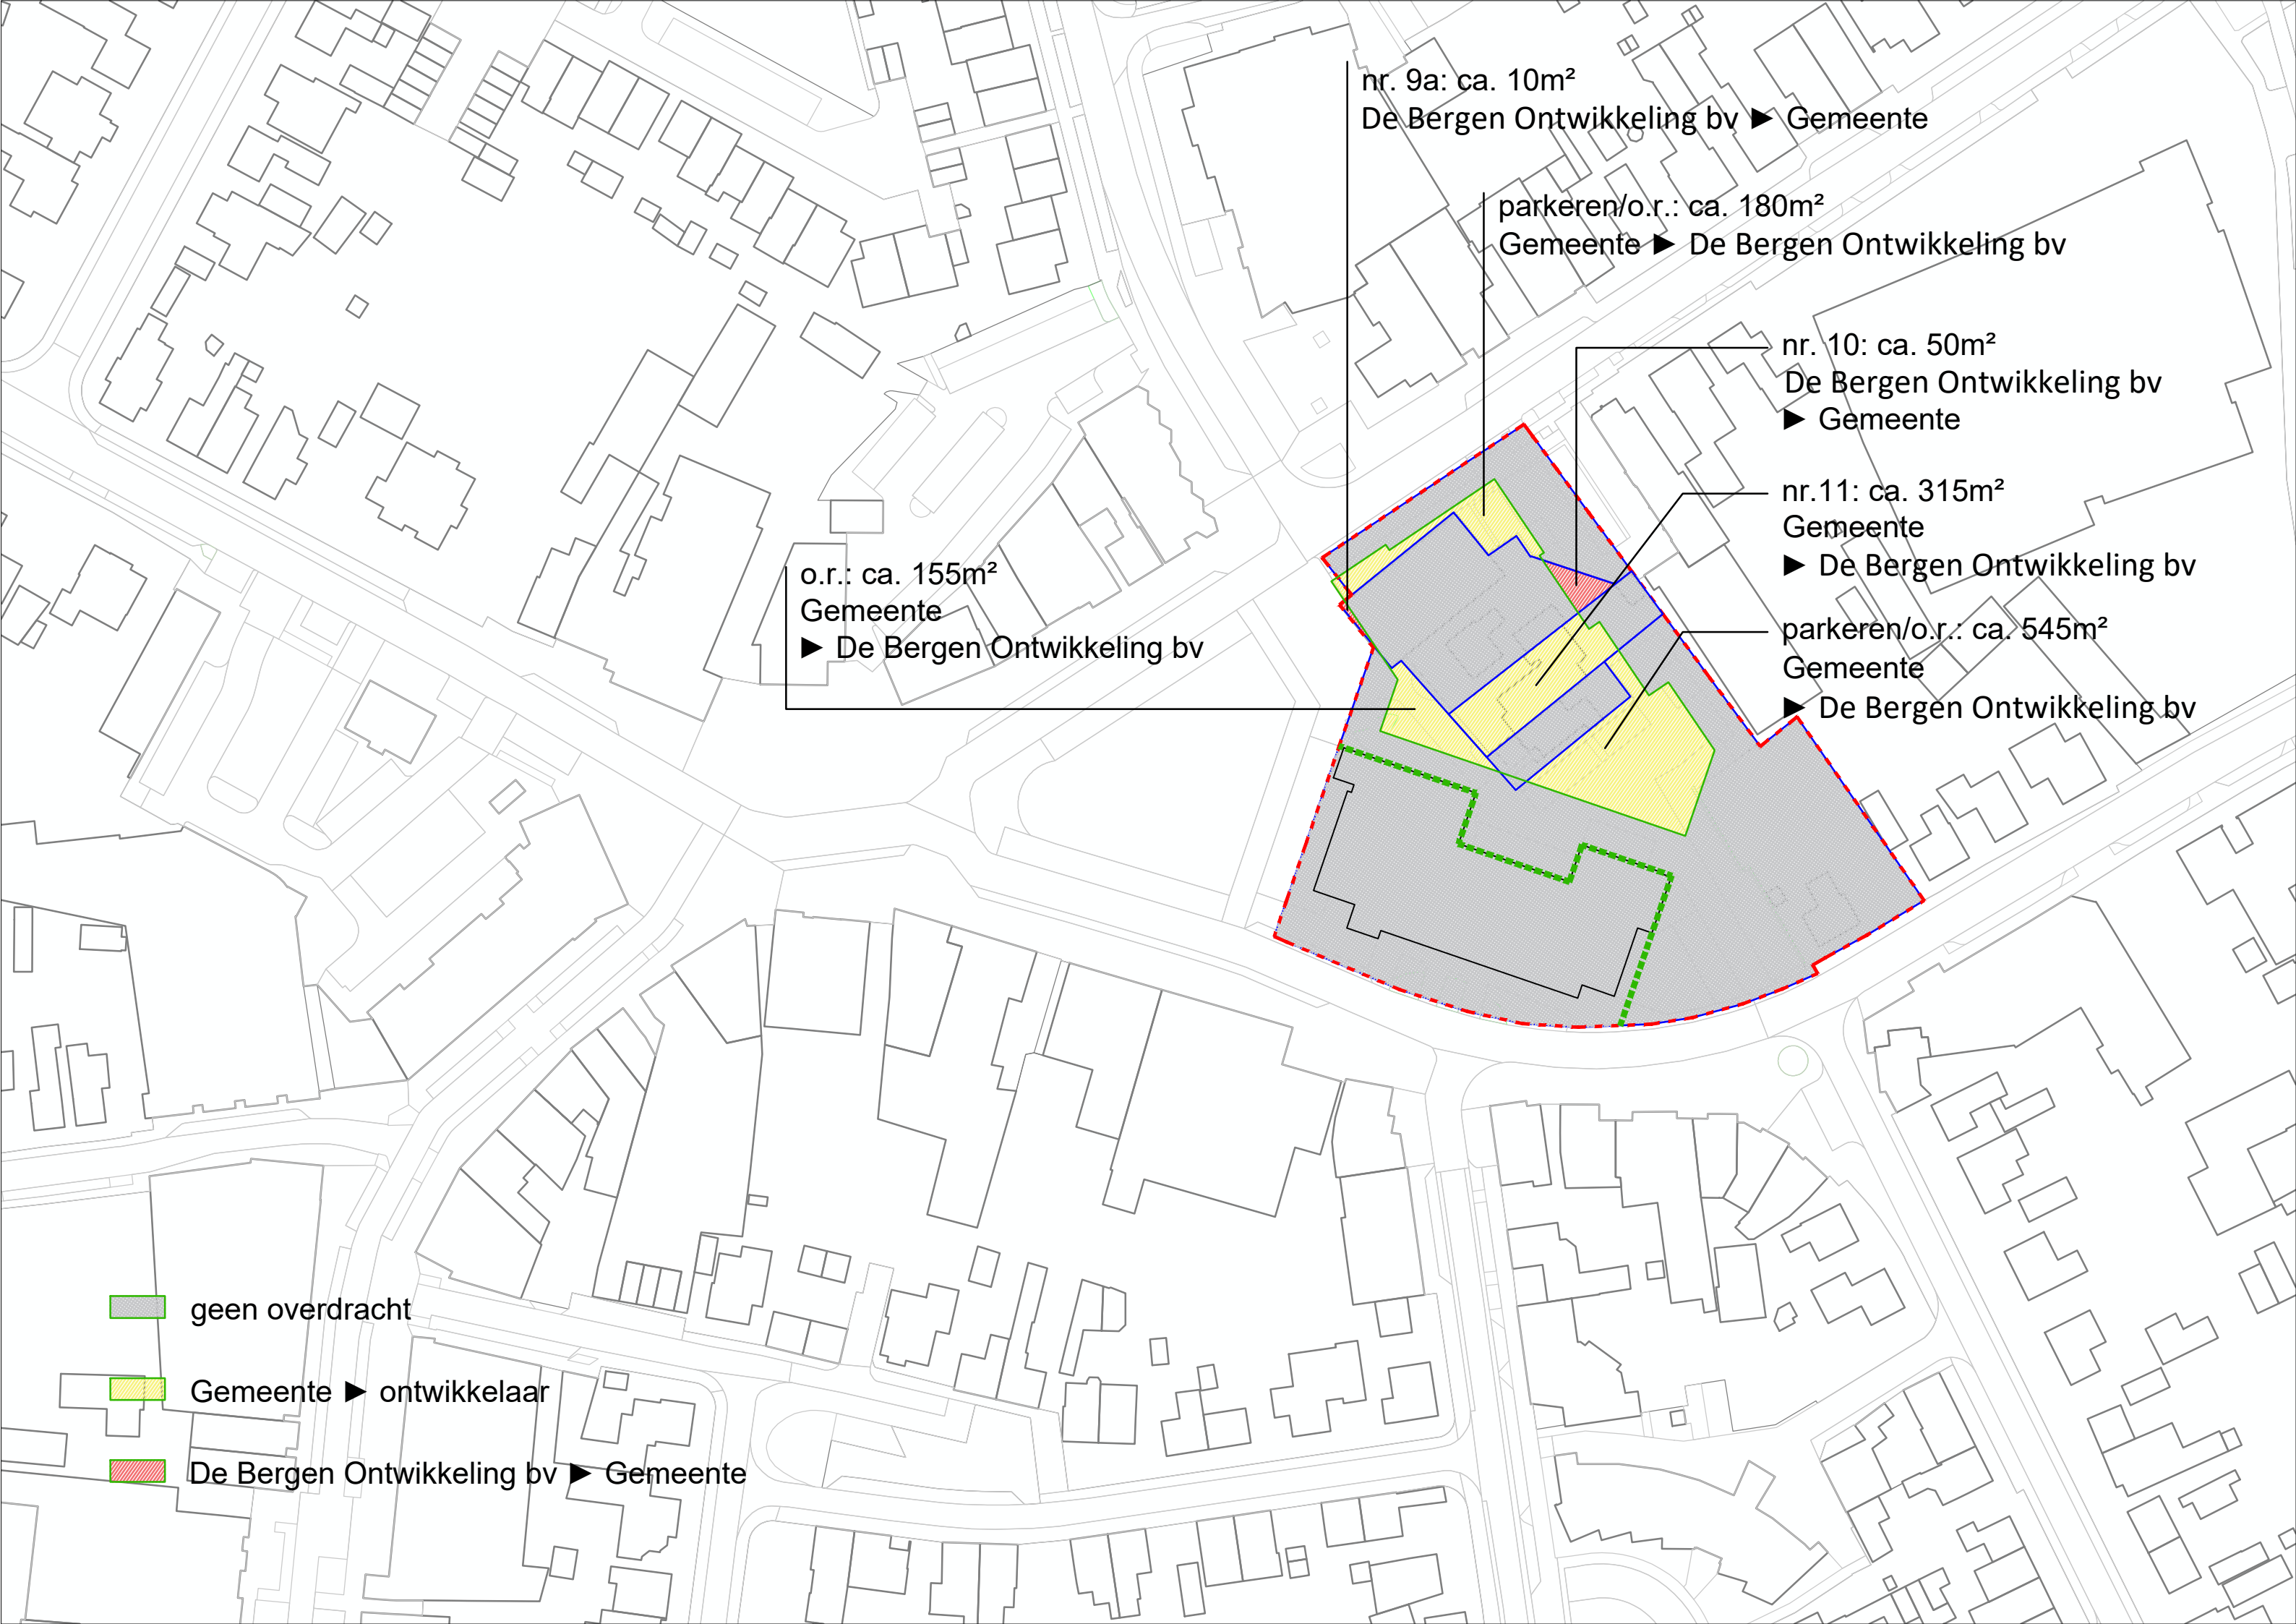 nr. 9a: ca. 10m²
De Bergen Ontwikkeling bv ► Gemeente
parkeren/o.r.: ca. 180m²
Gemeente ► De Bergen Ontwikkeling bv
nr. 10: ca. 50m²
De Bergen Ontwikkeling bv
► Gemeente
nr.11: ca. 315m²
Gemeente
► De Bergen Ontwikkeling bv
parkeren/o.r.: ca. 545m²
Gemeente
► De Bergen Ontwikkeling bv
o.r.: ca. 155m²
Gemeente
► De Bergen Ontwikkeling bv
geen overdracht
Gemeente ► ontwikkelaar
De Bergen Ontwikkeling bv ► Gemeente